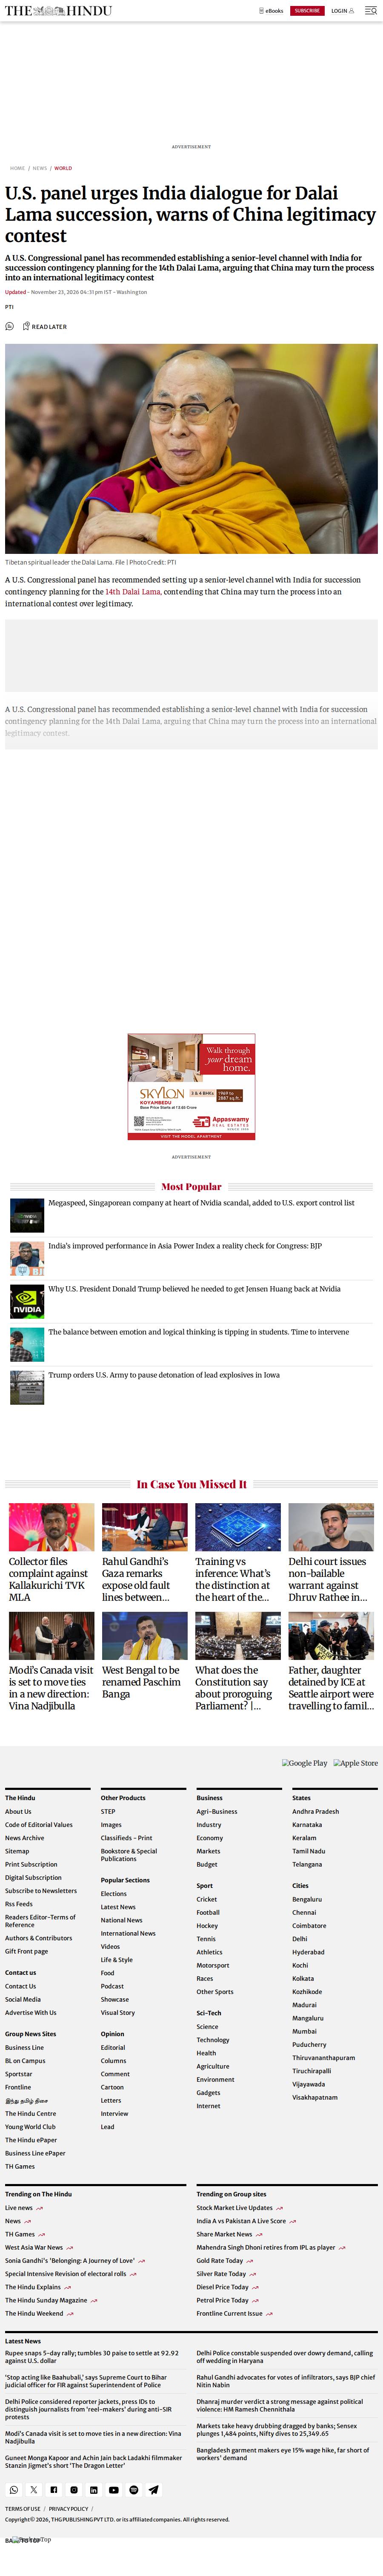 THE HINDU
eBooks
SUBSCRIBE
LOGIN
ADVERTISEMENT
HOME / NEWS / WORLD
U.S. panel urges India dialogue for Dalai
Lama succession, warns of China legitimacy
contest
A U.S. Congressional panel has recommended establishing a senior-level channel with India for
succession contingency planning for the 14th Dalai Lama, arguing that China may turn the process
into an international legitimacy contest
Updated - November 23, 2026 04:31 pm IST - Washington
PTI
READ LATER
Tibetan spiritual leader the Dalai Lama. File | Photo Credit: PTI
A U.S. Congressional panel has recommended setting up a senior-level channel with India for succession
contingency planning for the 14th Dalai Lama, contending that China may turn the process into an
international contest over legitimacy.
A U.S. Congressional panel has recommended establishing a senior-level channel with India for succession
contingency planning for the 14th Dalai Lama, arguing that China may turn the process into an international
legitimacy contest.
Walk through
your dream
home.
SKYLON
KOYAMBEDU
3 & 4 BHKs
Base Price Starts at ₹3.60 Crore
Appaswamy
REAL ESTATES
VISIT THE MODEL APARTMENT
ADVERTISEMENT
Most Popular
Megaspeed, Singaporean company at heart of Nvidia scandal, added to U.S. export control list
India's improved performance in Asia Power Index a reality check for Congress: BJP
Why U.S. President Donald Trump believed he needed to get Jensen Huang back at Nvidia
NVIDIA
The balance between emotion and logical thinking is tipping in students. Time to intervene
Trump orders U.S. Army to pause detonation of lead explosives in Iowa
In Case You Missed It
Collector files
complaint against
Kallakurichi TVK
MLA
Rahul Gandhi's
Gaza remarks
expose old fault
lines between...
Training vs
inference: What's
the distinction at
the heart of the...
Delhi court issues
non-bailable
warrant against
Dhruv Rathee in...
Modi's Canada visit
is set to move ties
in a new direction:
Vina Nadjibulla
West Bengal to be
renamed Paschim
Banga
What does the
Constitution say
about proroguing
Parliament? |...
Father, daughter
detained by ICE at
Seattle airport were
travelling to famil...
Google Play
Apple Store
The Hindu
About Us
Code of Editorial Values
News Archive
Sitemap
Print Subscription
Digital Subscription
Subscribe to Newsletters
Rss Feeds
Readers Editor-Terms of
Reference
Authors & Contributors
Gift Front page
Contact us
Contact Us
Social Media
Advertise With Us
Group News Sites
Business Line
BL on Campus
Sportstar
Frontline
இந்து தமிழ் திசை
The Hindu Centre
Young World Club
The Hindu ePaper
Business Line ePaper
TH Games
Other Products
STEP
Images
Classifieds - Print
Bookstore & Special
Publications
Popular Sections
Elections
Latest News
National News
International News
Videos
Life & Style
Food
Podcast
Showcase
Visual Story
Opinion
Editorial
Columns
Comment
Cartoon
Letters
Interview
Lead
Business
Agri-Business
Industry
Economy
Markets
Budget
Sport
Cricket
Football
Hockey
Tennis
Athletics
Motorsport
Races
Other Sports
Sci-Tech
Science
Technology
Health
Agriculture
Environment
Gadgets
Internet
States
Andhra Pradesh
Karnataka
Keralam
Tamil Nadu
Telangana
Cities
Bengaluru
Chennai
Coimbatore
Delhi
Hyderabad
Kochi
Kolkata
Kozhikode
Madurai
Mangaluru
Mumbai
Puducherry
Thiruvananthapuram
Tiruchirapalli
Vijayawada
Visakhapatnam
Trending on The Hindu
Live news
News
TH Games
West Asia War News
Sonia Gandhi's 'Belonging: A Journey of Love'
Special Intensive Revision of electoral rolls
The Hindu Explains
The Hindu Sunday Magazine
The Hindu Weekend
Trending on Group sites
Stock Market Live Updates
India A vs Pakistan A Live Score
Share Market News
Mahendra Singh Dhoni retires from IPL as player
Gold Rate Today
Silver Rate Today
Diesel Price Today
Petrol Price Today
Frontline Current Issue
Latest News
Rupee snaps 5-day rally; tumbles 30 paise to settle at 92.92
against U.S. dollar
'Stop acting like Baahubali,' says Supreme Court to Bihar
judicial officer for FIR against Superintendent of Police
Delhi Police considered reporter jackets, press IDs to
distinguish journalists from 'reel-makers' during anti-SIR
protests
Modi's Canada visit is set to move ties in a new direction: Vina
Nadjibulla
Guneet Monga Kapoor and Achin Jain back Ladakhi filmmaker
Stanzin Jigmet's short 'The Dragon Letter'
Delhi Police constable suspended over dowry demand, calling
off wedding in Haryana
Rahul Gandhi advocates for votes of infiltrators, says BJP chief
Nitin Nabin
Dhanraj murder verdict a strong message against political
violence: HM Ramesh Chennithala
Markets take heavy drubbing dragged by banks; Sensex
plunges 1,484 points, Nifty dives to 25,349.65
Bangladesh garment makers eye 15% wage hike, far short of
workers' demand
TERMS OF USE / PRIVACY POLICY /
Copyright© 2026, THG PUBLISHING PVT LTD. or its affiliated companies. All rights reserved.
BACK TO TOP